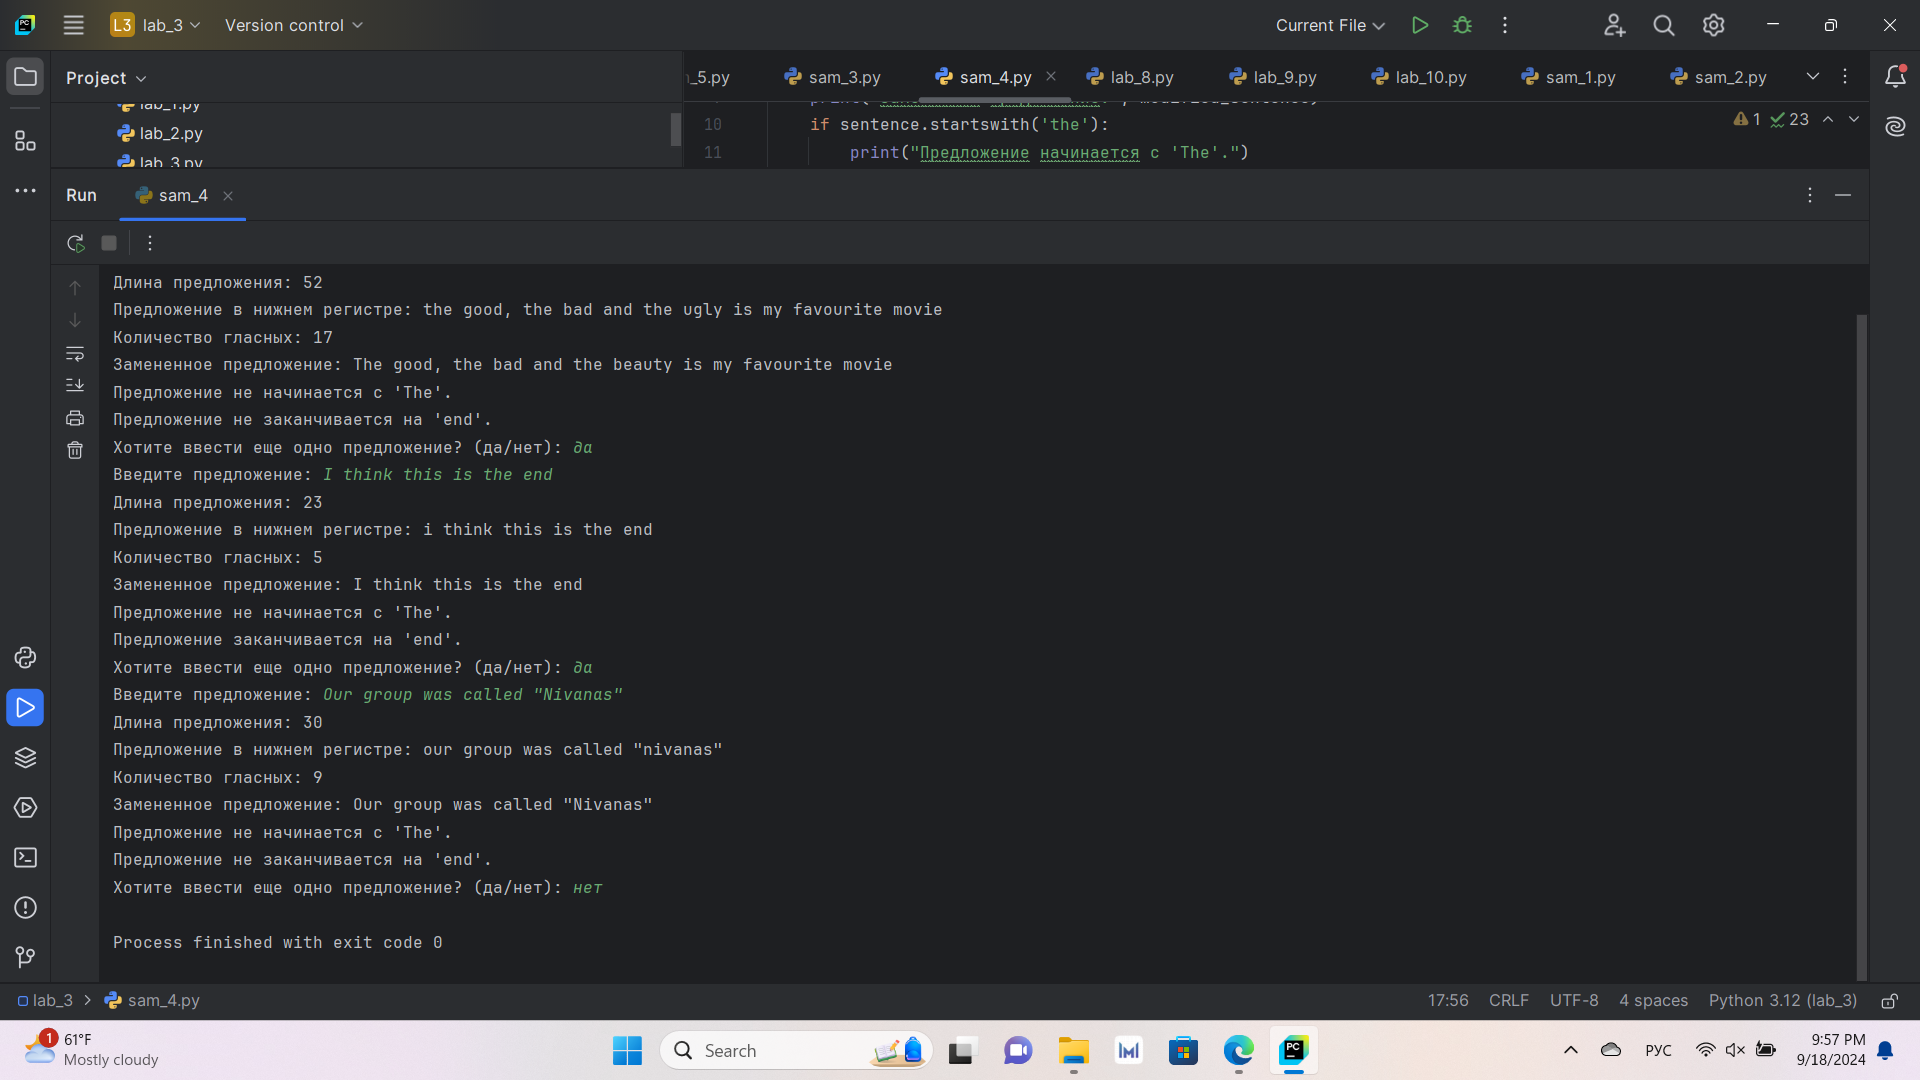 L3 lab_3 Version control Current File
Project
_5.py sam_3.py sam_4.py lab_8.py lab_9.py lab_10.py sam_1.py sam_2.py
lab_1.py
lab_2.py
lab_3.py
10 if sentence.startswith('the'):
11 print("Предложение начинается с 'The'.")
1 23
Run sam_4
Длина предложения: 52
Предложение в нижнем регистре: the good, the bad and the ugly is my favourite movie
Количество гласных: 17
Замененное предложение: The good, the bad and the beauty is my favourite movie
Предложение не начинается с 'The'.
Предложение не заканчивается на 'end'.
Хотите ввести еще одно предложение? (да/нет): да
Введите предложение: I think this is the end
Длина предложения: 23
Предложение в нижнем регистре: i think this is the end
Количество гласных: 5
Замененное предложение: I think this is the end
Предложение не начинается с 'The'.
Предложение заканчивается на 'end'.
Хотите ввести еще одно предложение? (да/нет): да
Введите предложение: Our group was called "Nivanas"
Длина предложения: 30
Предложение в нижнем регистре: our group was called "nivanas"
Количество гласных: 9
Замененное предложение: Our group was called "Nivanas"
Предложение не начинается с 'The'.
Предложение не заканчивается на 'end'.
Хотите ввести еще одно предложение? (да/нет): нет
Process finished with exit code 0
lab_3 > sam_4.py 17:56 CRLF UTF-8 4 spaces Python 3.12 (lab_3)
1 61°F
Mostly cloudy
Search
РУС
9:57 PM
9/18/2024